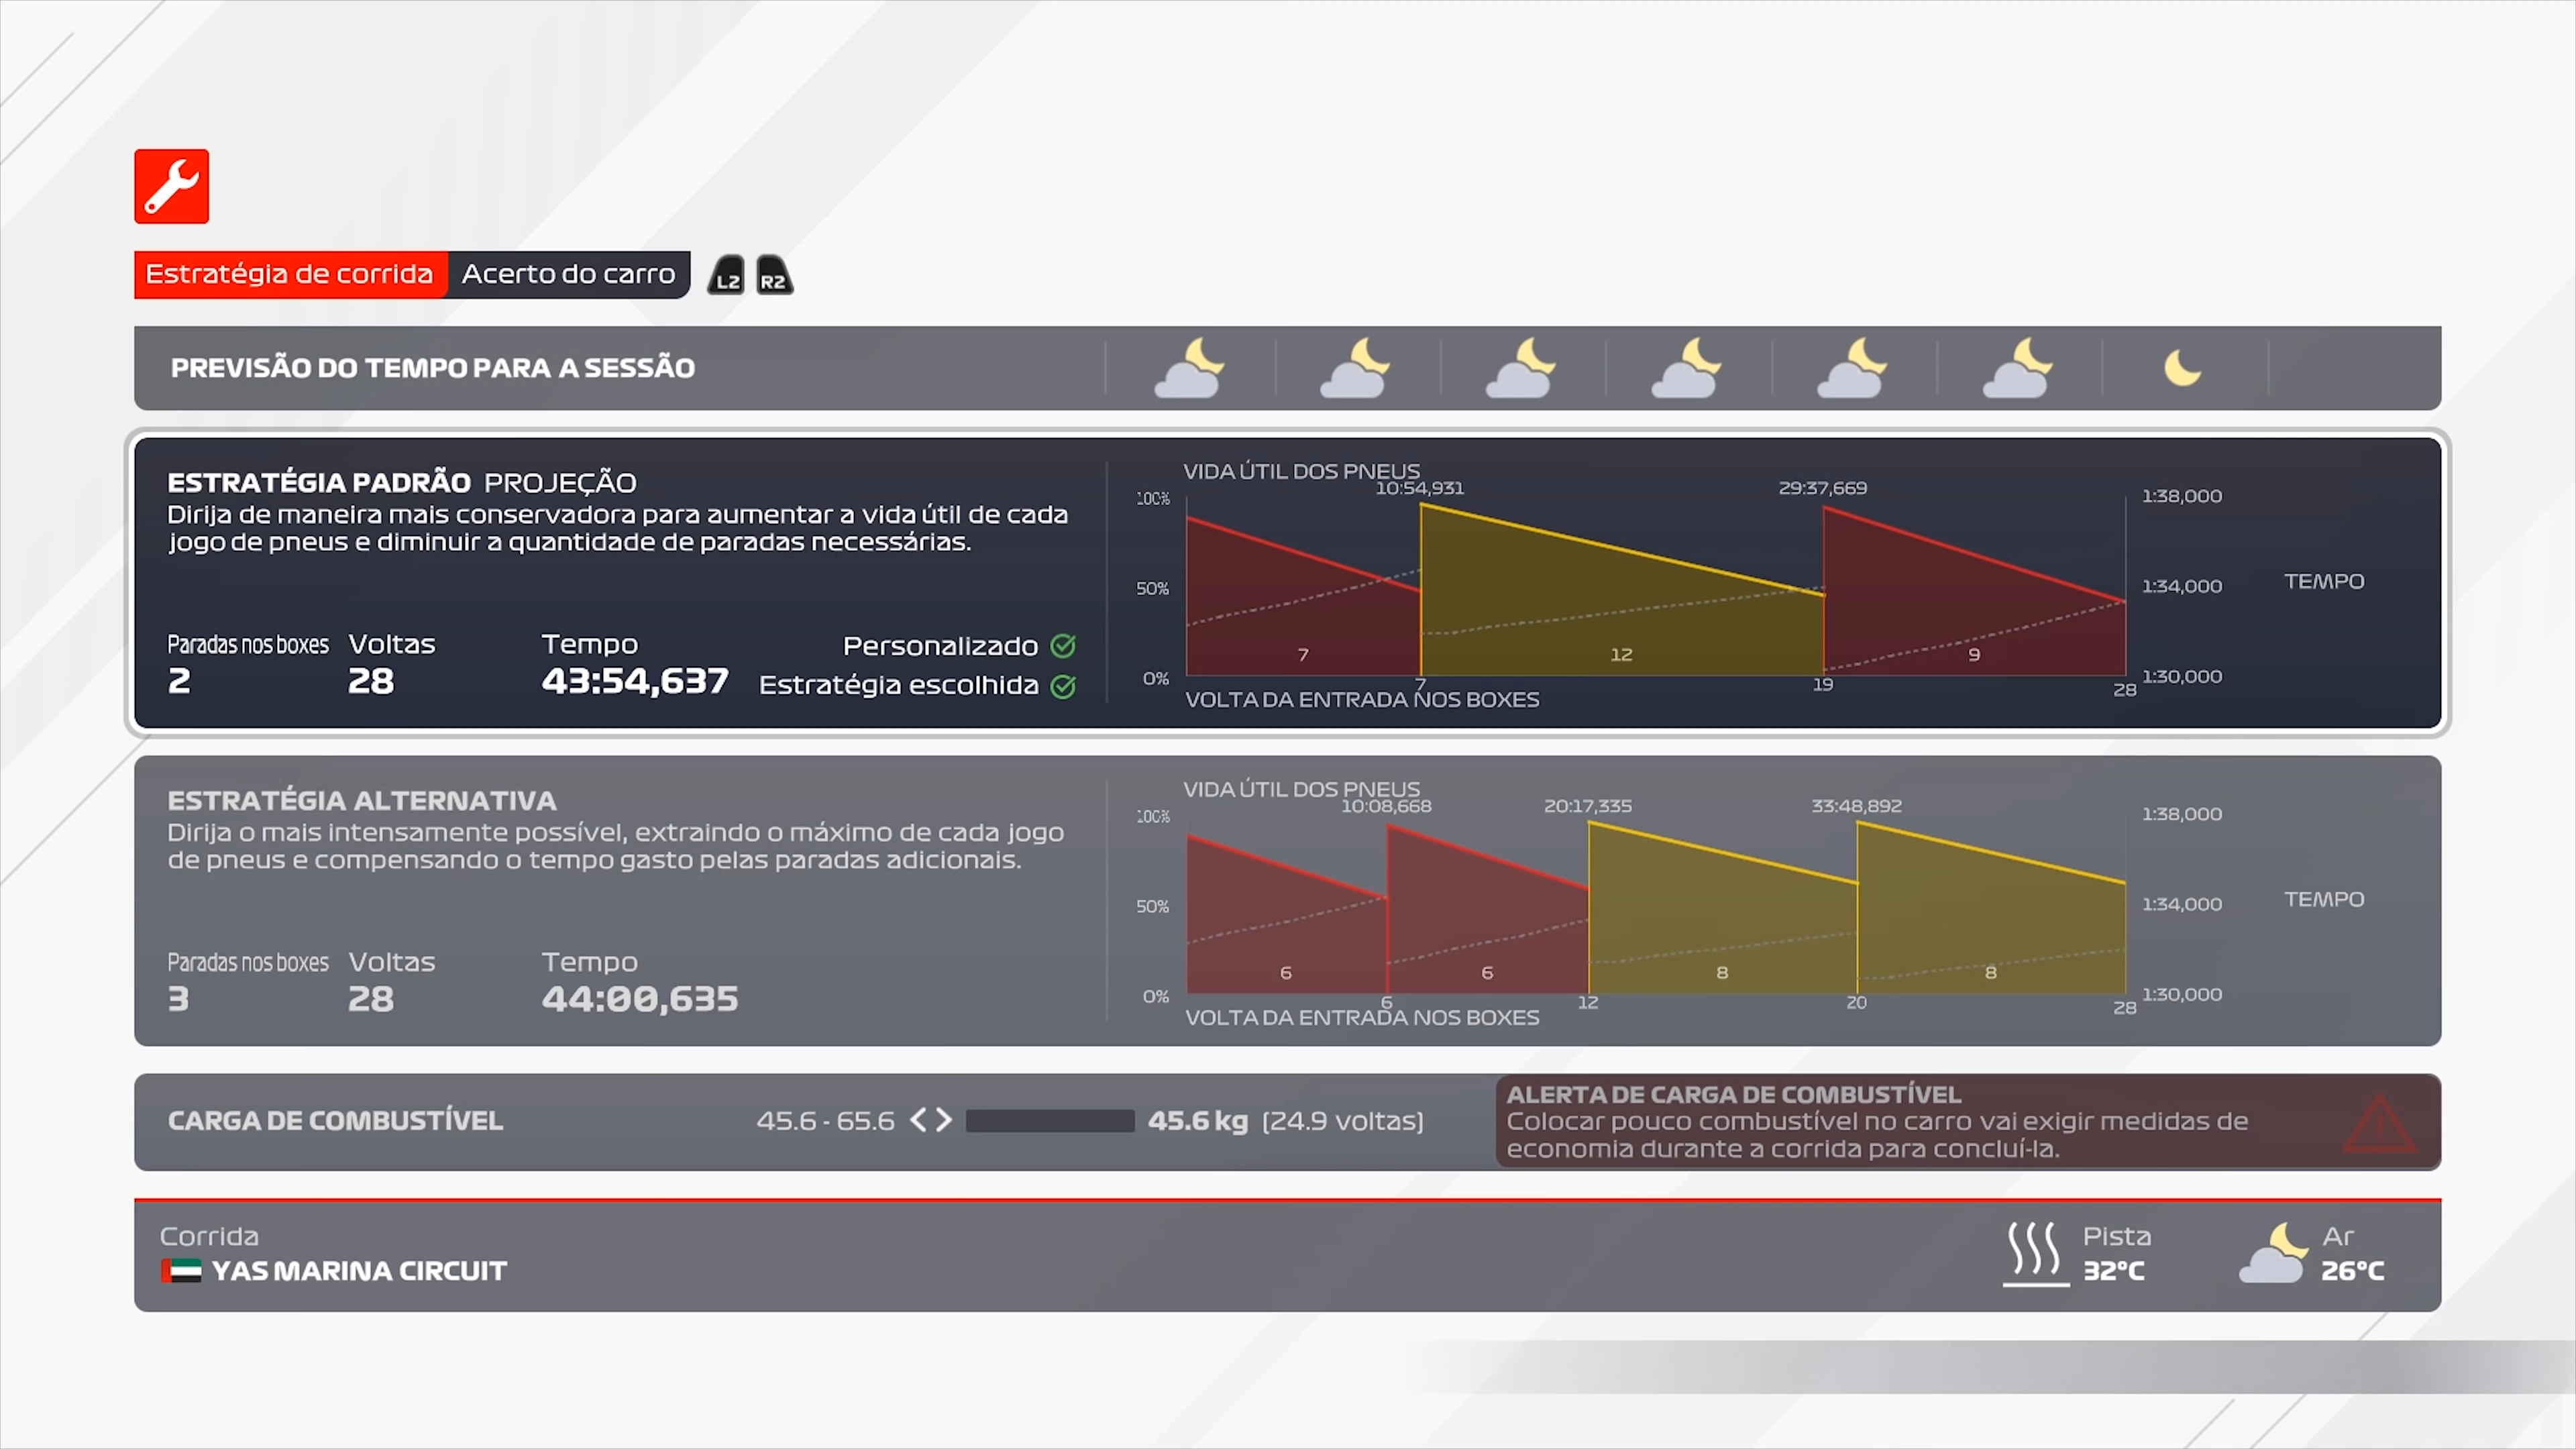 Estratégia de corrida Acerto do carro L2 R2
PREVISÃO DO TEMPO PARA A SESSÃO
ESTRATÉGIA PADRÃO PROJEÇÃO
Dirija de maneira mais conservadora para aumentar a vida útil de cada
jogo de pneus e diminuir a quantidade de paradas necessárias.
Paradas nos boxes Voltas Tempo Personalizado
2 28 43:54,637 Estratégia escolhida
VIDA ÚTIL DOS PNEUS
10:54,931 29:37,669
100% 1:38,000
50% 1:34,000 TEMPO
7 12 9
0% 7 19 28 1:30,000
VOLTA DA ENTRADA NOS BOXES
ESTRATÉGIA ALTERNATIVA
Dirija o mais intensamente possível, extraindo o máximo de cada jogo
de pneus e compensando o tempo gasto pelas paradas adicionais.
Paradas nos boxes Voltas Tempo
3 28 44:00,635
VIDA ÚTIL DOS PNEUS
10:08,668 20:17,335 33:48,892
100% 1:38,000
50% 1:34,000 TEMPO
6 6 8 8
0% 6 12 20 28 1:30,000
VOLTA DA ENTRADA NOS BOXES
CARGA DE COMBUSTÍVEL 45.6 - 65.6 45.6 kg (24.9 voltas)
ALERTA DE CARGA DE COMBUSTÍVEL
Colocar pouco combustível no carro vai exigir medidas de
economia durante a corrida para concluí-la.
Corrida
YAS MARINA CIRCUIT
Pista
32°C
Ar
26°C